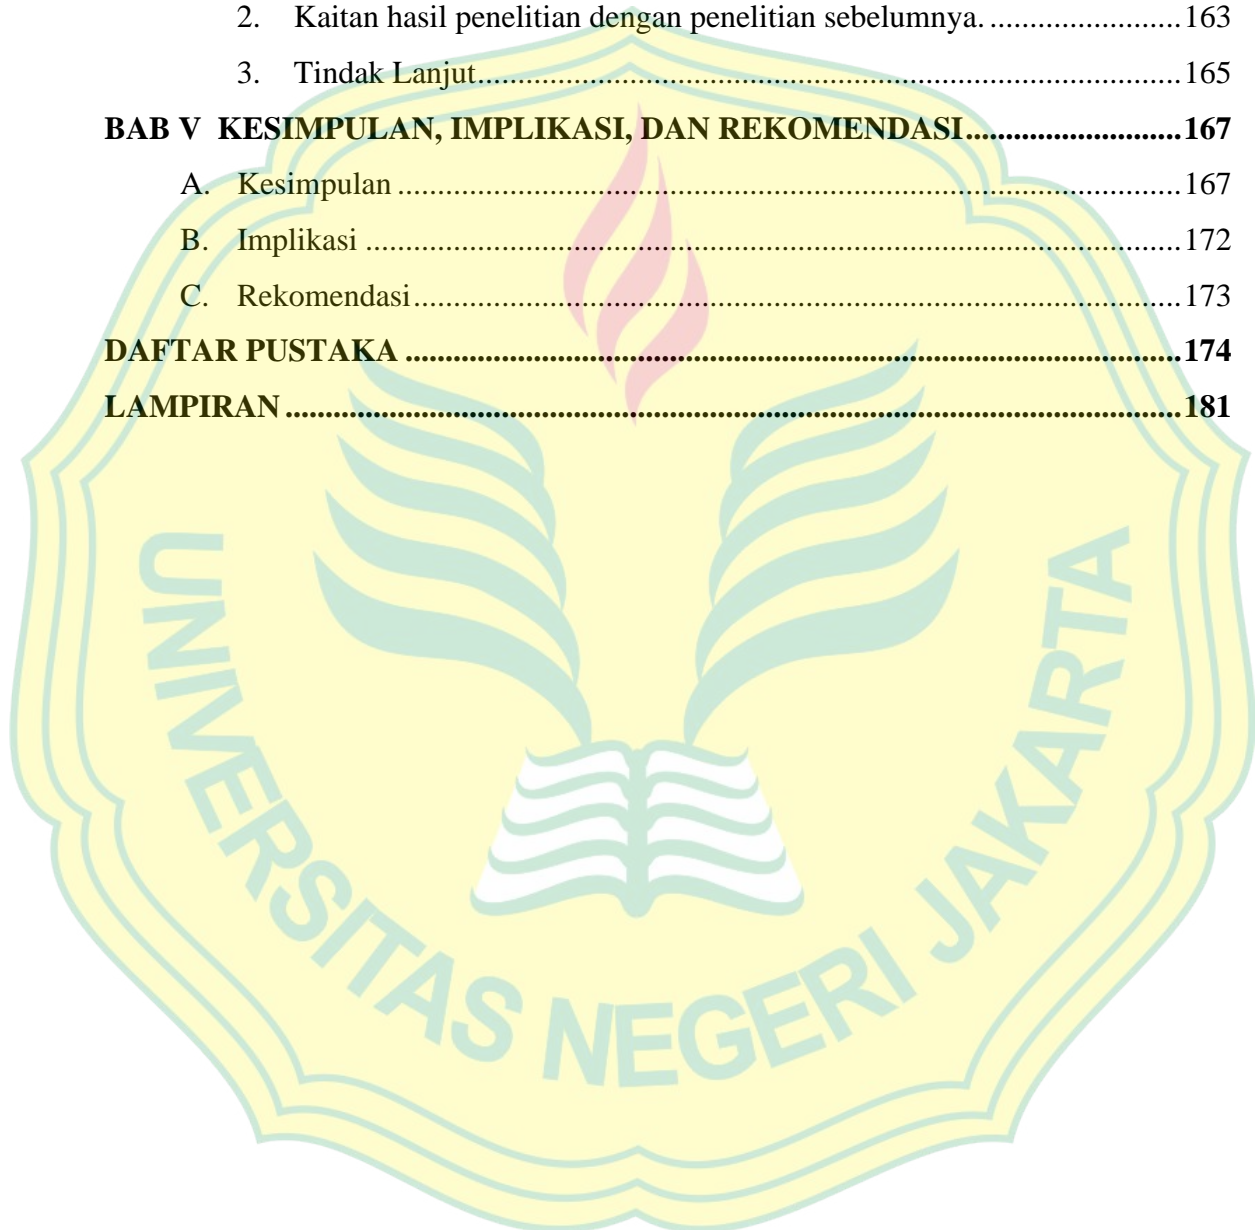 2. Kaitan hasil penelitian dengan penelitian sebelumnya. ........................163
3. Tindak Lanjut.........................................................................................165
BAB V KESIMPULAN, IMPLIKASI, DAN REKOMENDASI...........................167
A. Kesimpulan ...................................................................................................167
B. Implikasi .......................................................................................................172
C. Rekomendasi.................................................................................................173
DAFTAR PUSTAKA ................................................................................................174
LAMPIRAN...............................................................................................................181
UNIVERSITAS NEGERI JAKARTA